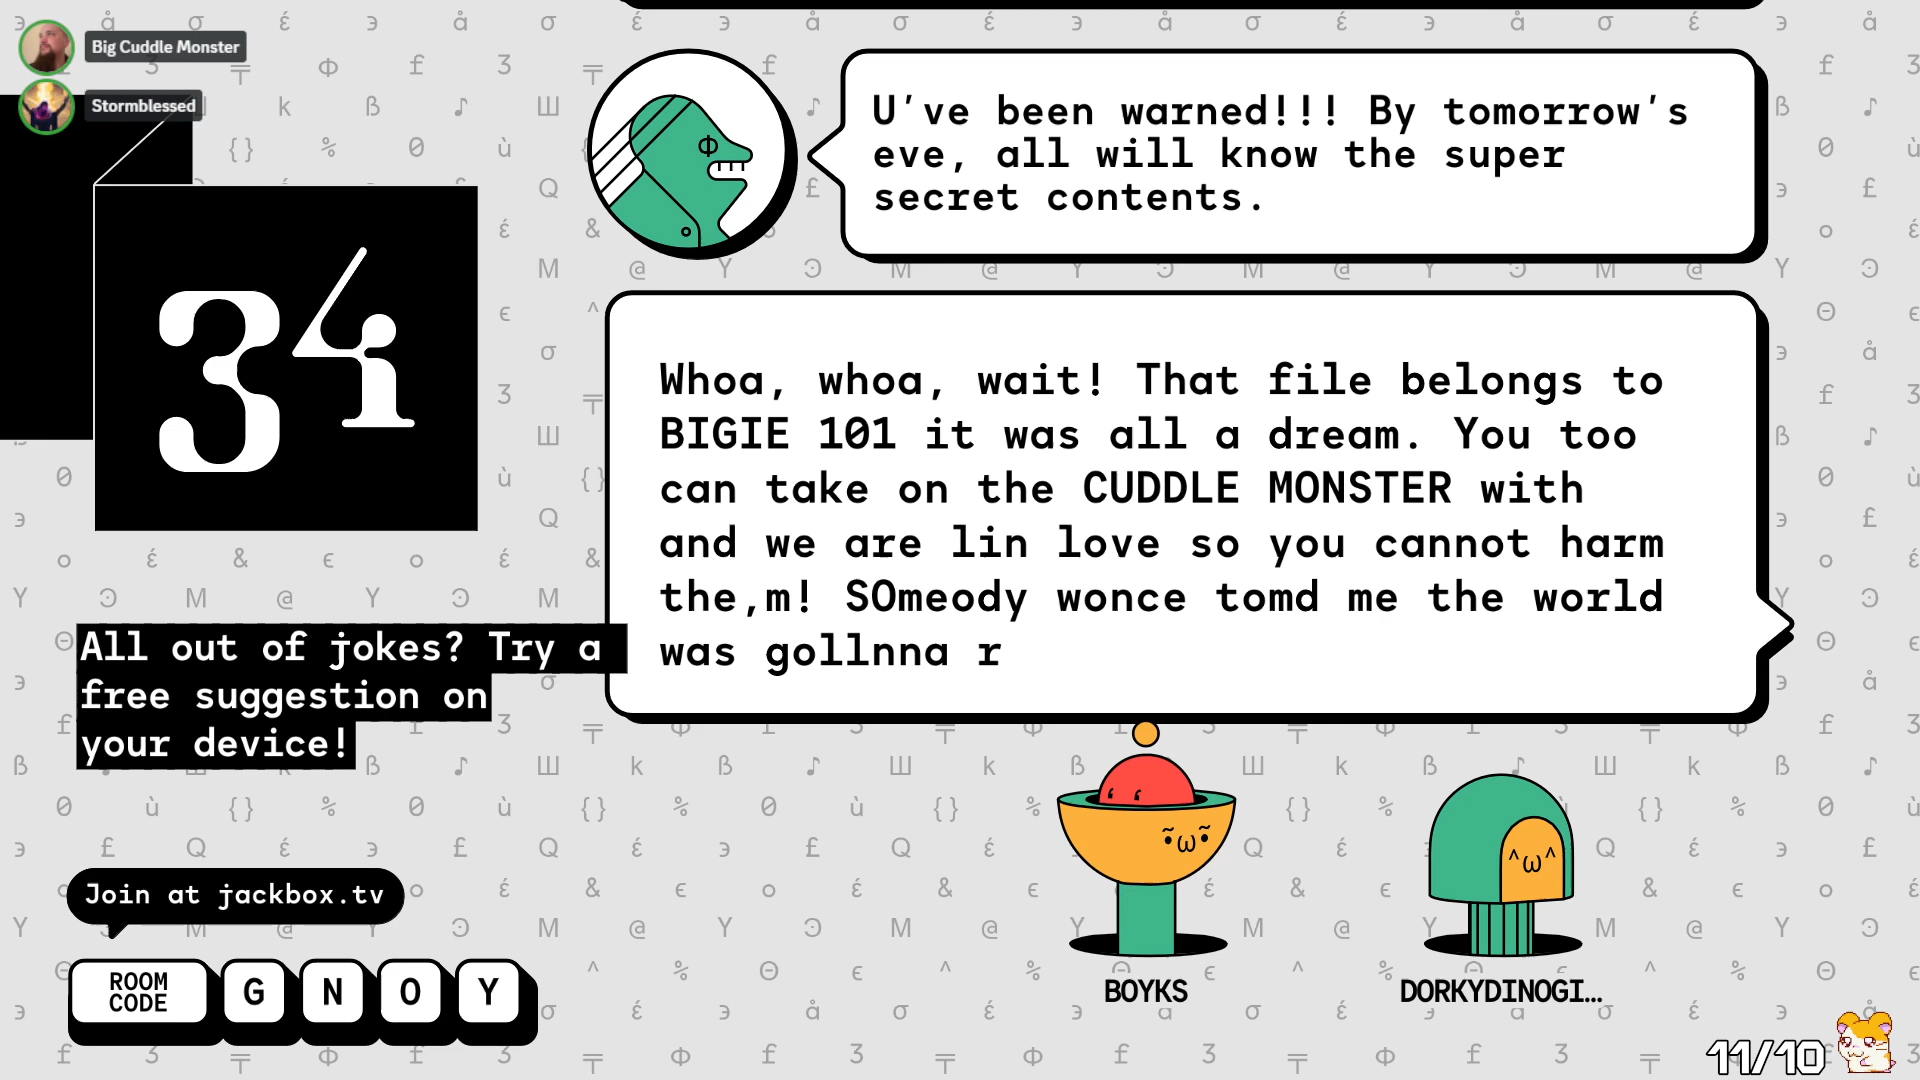 Big Cuddle Monster
Stormblessed
U've been warned!!! By tomorrow's
eve, all will know the super
secret contents.
34
Whoa, whoa, wait! That file belongs to
BIGIE 101 it was all a dream. You too
can take on the CUDDLE MONSTER with
and we are lin love so you cannot harm
the,m! SOmeody wonce tomd me the world
was gollnna r
All out of jokes? Try a
free suggestion on
your device!
Join at jackbox.tv
ROOM
CODE
G N O Y
BOYKS
DORKYDINOGI...
11/10